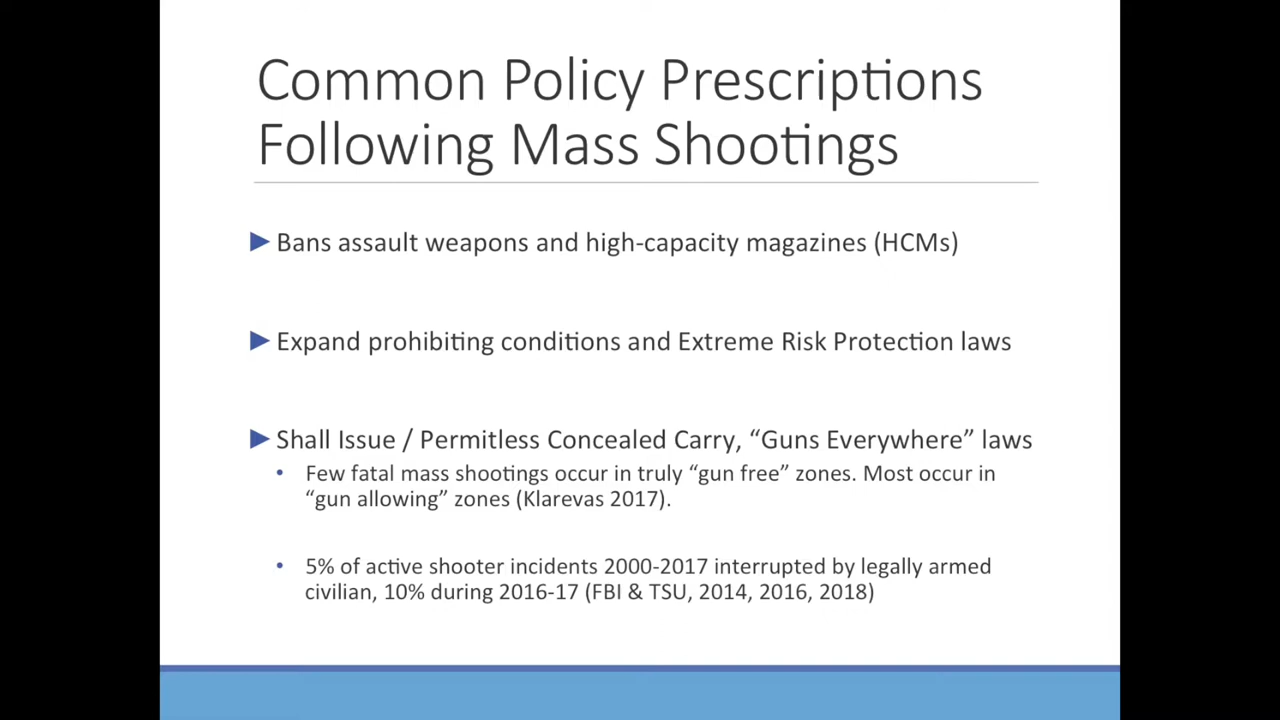 Common Policy Prescriptions
Following Mass Shootings
Bans assault weapons and high-capacity magazines (HCMs)
Expand prohibiting conditions and Extreme Risk Protection laws
Shall Issue / Permitless Concealed Carry, “Guns Everywhere” laws
• Few fatal mass shootings occur in truly “gun free” zones. Most occur in
“gun allowing” zones (Klarevas 2017).
• 5% of active shooter incidents 2000-2017 interrupted by legally armed
civilian, 10% during 2016-17 (FBI & TSU, 2014, 2016, 2018)